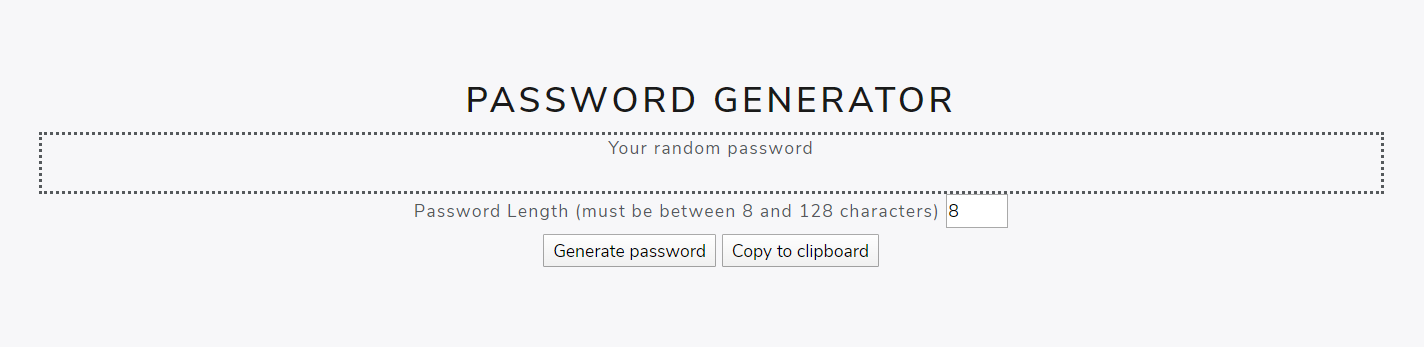 PASSWORD GENERATOR
Your random password
Password Length (must be between 8 and 128 characters) 8
Generate password Copy to clipboard